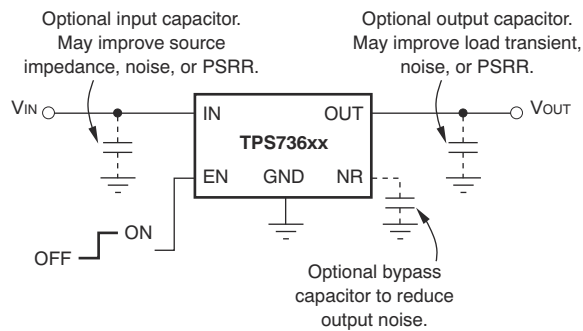 Optional input capacitor.
May improve source
impedance, noise, or PSRR.
Optional output capacitor.
May improve load transient,
noise, or PSRR.
VIN
IN
OUT
VOUT
TPS736xx
EN
GND
NR
ON
OFF
Optional bypass
capacitor to reduce
output noise.